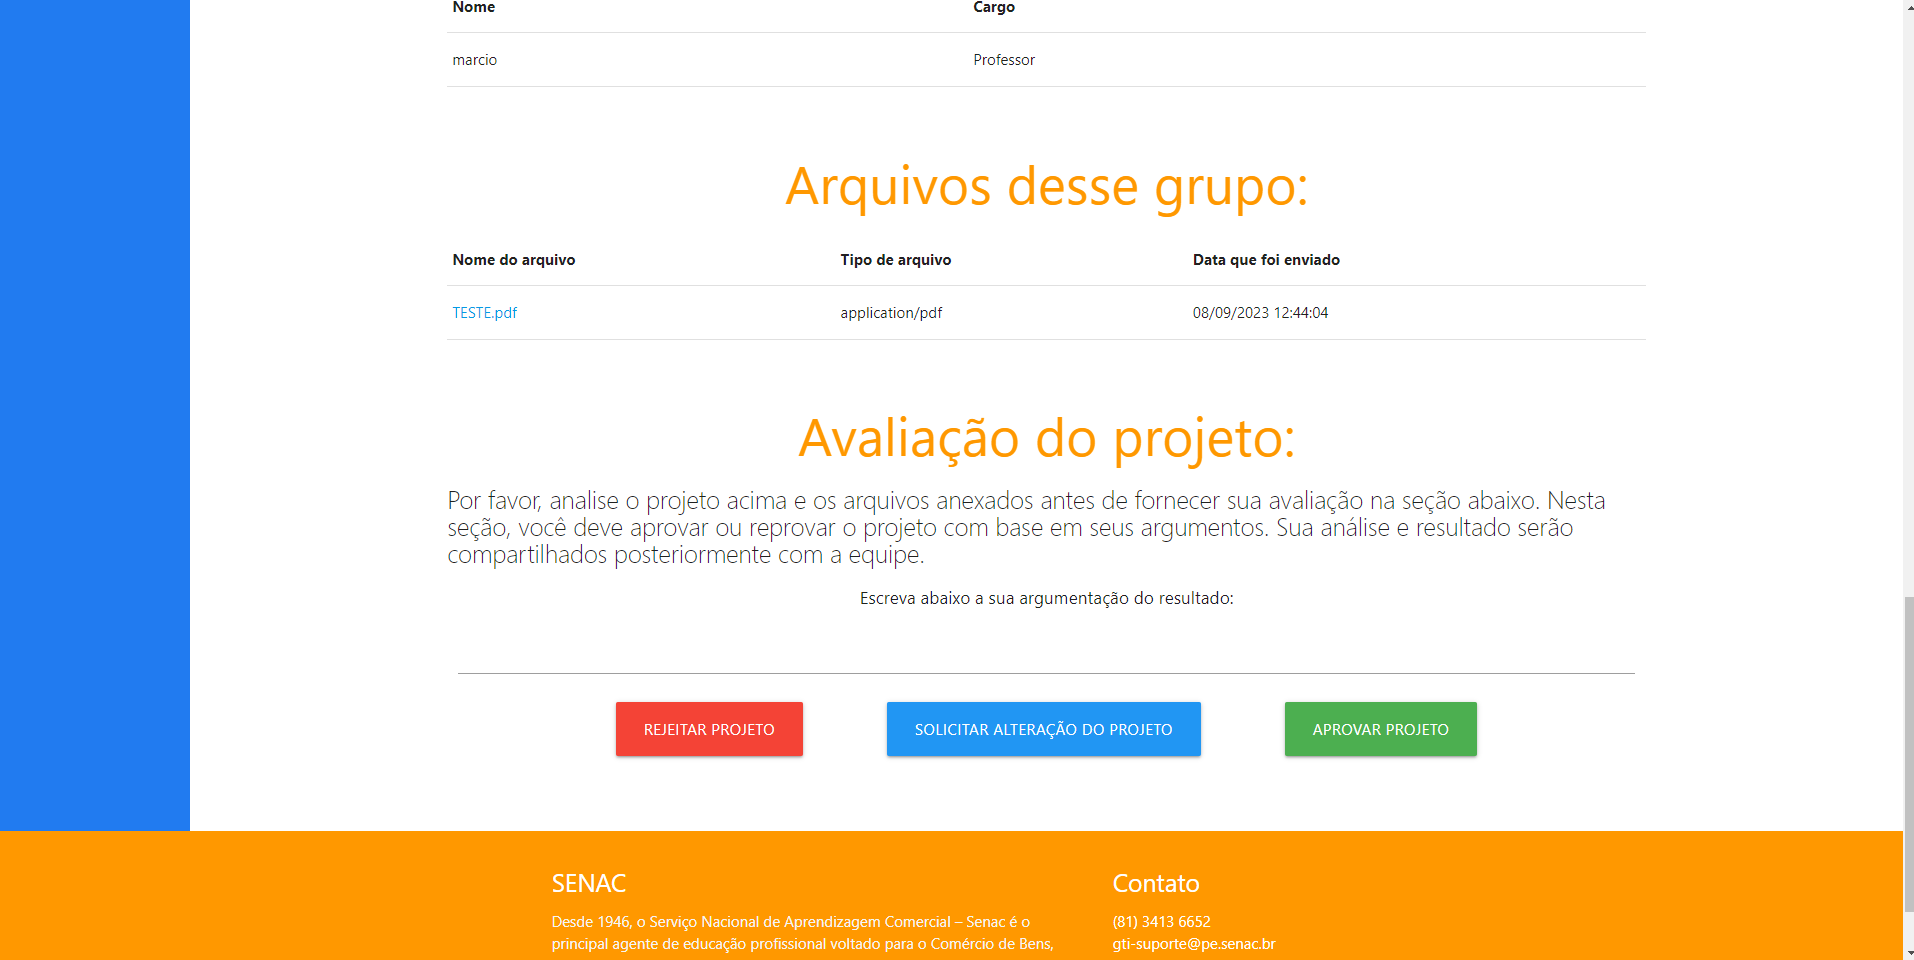 Nome Cargo
marcio Professor
Arquivos desse grupo:
Nome do arquivo Tipo de arquivo Data que foi enviado
TESTE.pdf application/pdf 08/09/2023 12:44:04
Avaliação do projeto:
Por favor, analise o projeto acima e os arquivos anexados antes de fornecer sua avaliação na seção abaixo. Nesta
seção, você deve aprovar ou reprovar o projeto com base em seus argumentos. Sua análise e resultado serão
compartilhados posteriormente com a equipe.
Escreva abaixo a sua argumentação do resultado:
REJEITAR PROJETO SOLICITAR ALTERAÇÃO DO PROJETO APROVAR PROJETO
SENAC
Desde 1946, o Serviço Nacional de Aprendizagem Comercial – Senac é o
principal agente de educação profissional voltado para o Comércio de Bens,
Contato
(81) 3413 6652
gti-suporte@pe.senac.br